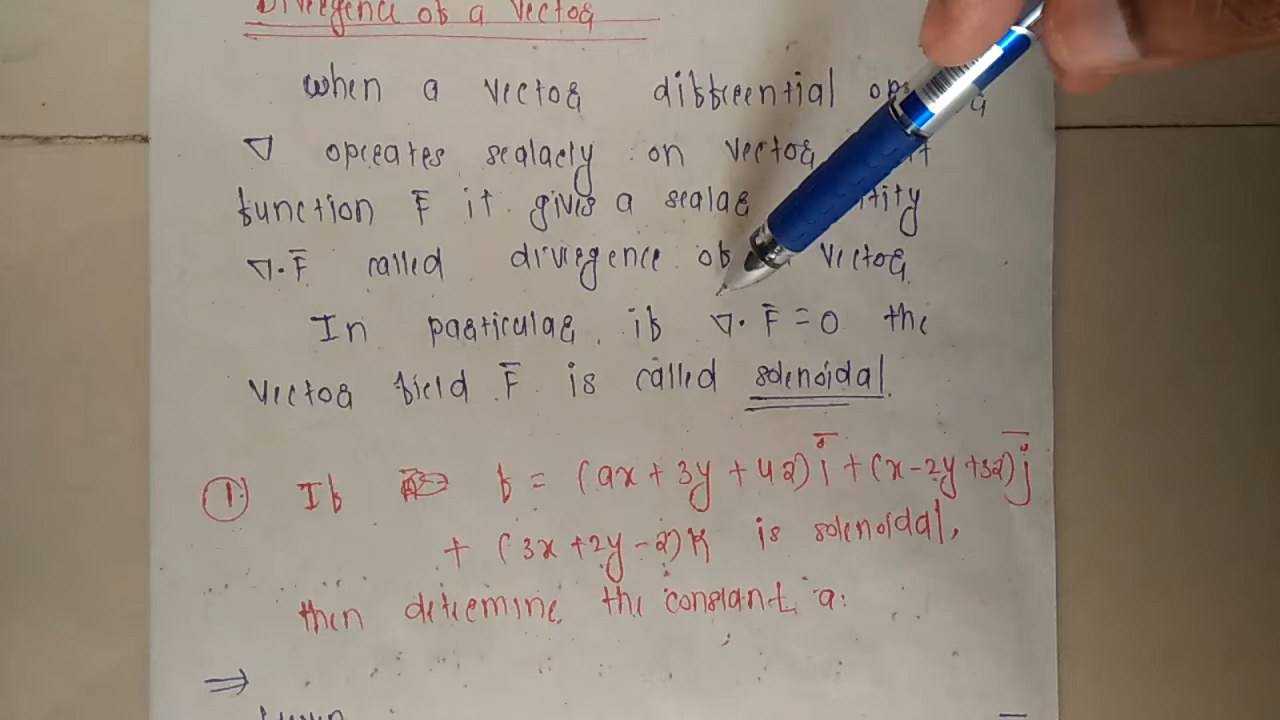 Divergence of a vector
When a vector differential
∇ operates scalarly on vector
function F̄ it gives a scalar
∇·F̄ called divergence of vector.
In particular if ∇·F̄ = 0 the
vector field F̄ is called solenoidal.
① If f = (ax + 3y + 4z) ī + (x - 2y + 3z) j̄
+ (3x + 2y - z) k is solenoidal,
then determine the constant a.
⇒